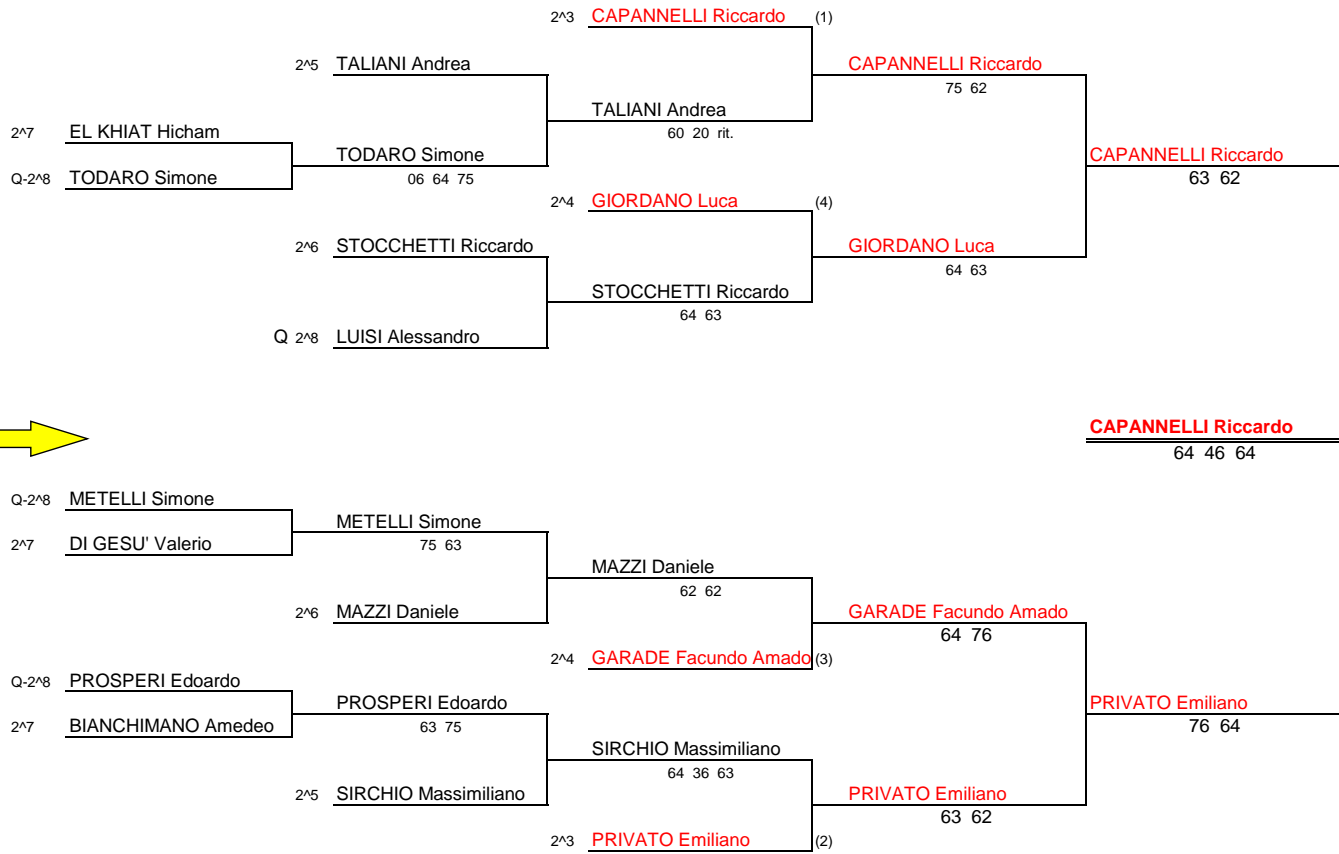 2^3 CAPANNELLI Riccardo (1)
2^5 TALIANI Andrea
CAPANNELLI Riccardo
75 62
TALIANI Andrea
60 20 rit.
2^7 EL KHIAT Hicham
TODARO Simone
06 64 75
CAPANNELLI Riccardo
63 62
Q-2^8 TODARO Simone
2^4 GIORDANO Luca (4)
2^6 STOCCHETTI Riccardo
GIORDANO Luca
64 63
STOCCHETTI Riccardo
64 63
Q 2^8 LUISI Alessandro
CAPANNELLI Riccardo
64 46 64
Q-2^8 METELLI Simone
METELLI Simone
75 63
2^7 DI GESU' Valerio
MAZZI Daniele
62 62
2^6 MAZZI Daniele
GARADE Facundo Amado
64 76
2^4 GARADE Facundo Amado (3)
Q-2^8 PROSPERI Edoardo
PROSPERI Edoardo
63 75
PRIVATO Emiliano
76 64
2^7 BIANCHIMANO Amedeo
SIRCHIO Massimiliano
64 36 63
2^5 SIRCHIO Massimiliano
PRIVATO Emiliano
63 62
2^3 PRIVATO Emiliano (2)